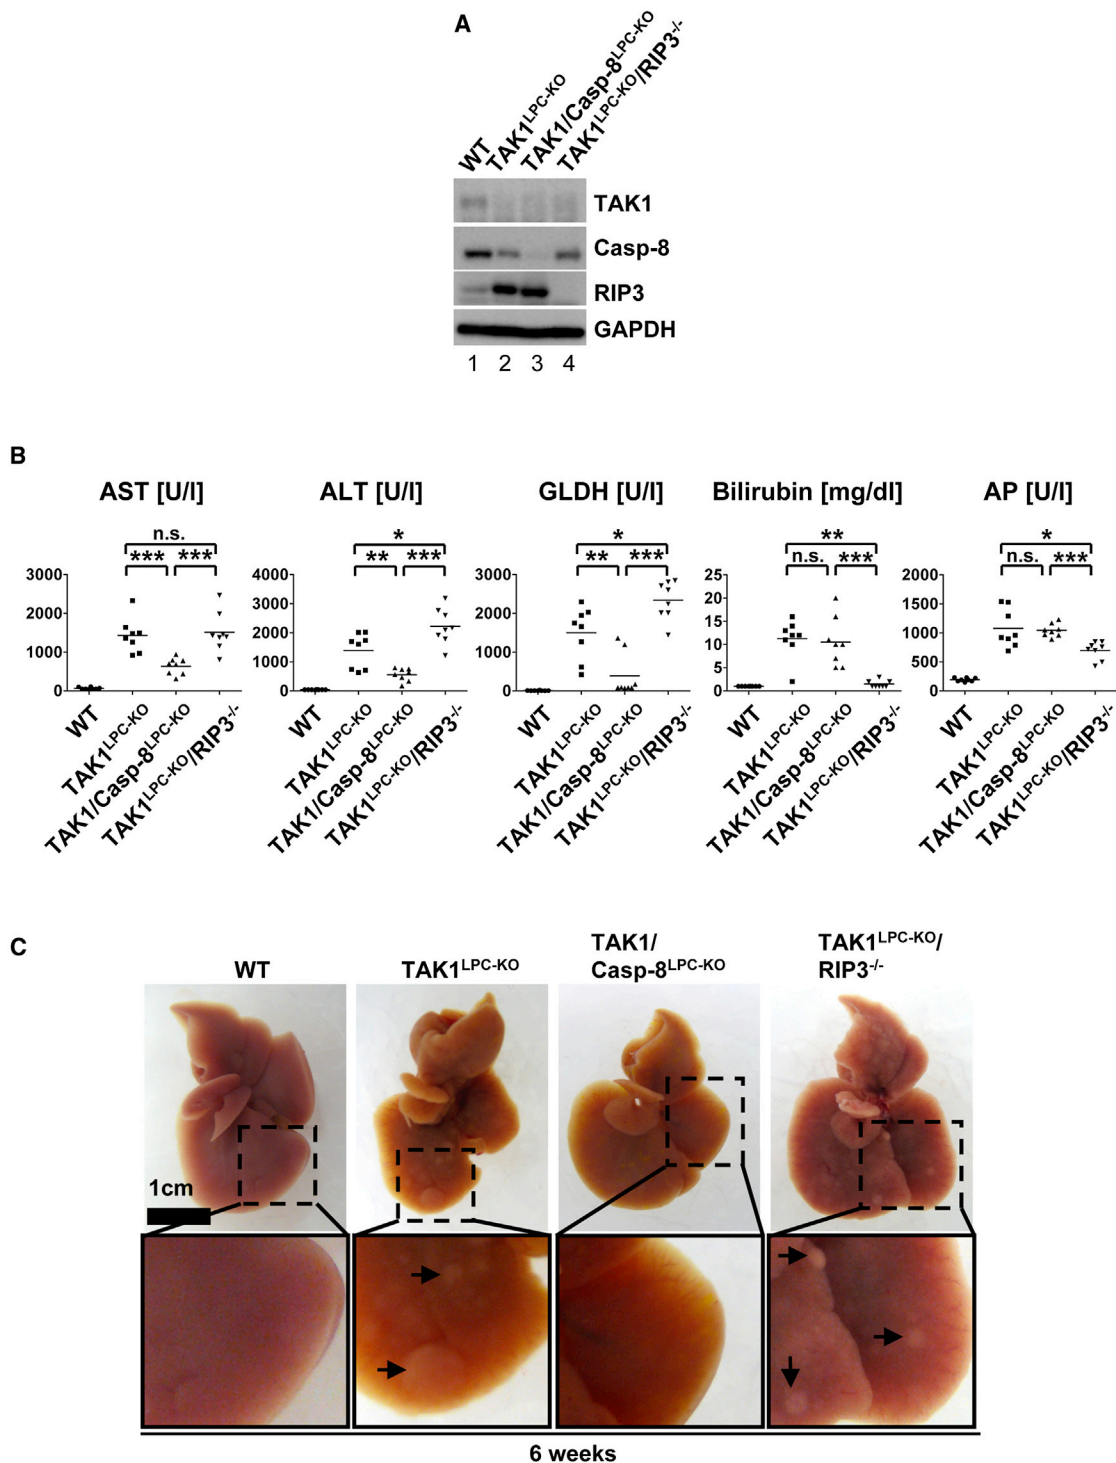 A
WT
TAK1LPC-KO
TAK1/Casp-8LPC-KO
TAK1LPC-KO/RIP3-/-
TAK1
Casp-8
RIP3
GAPDH
1 2 3 4
B
AST [U/l] ALT [U/l] GLDH [U/l] Bilirubin [mg/dl] AP [U/l]
n.s.
*** ***
3000
2000
1000
0
WT
TAK1LPC-KO
TAK1/Casp-8LPC-KO
TAK1LPC-KO/RIP3-/-
*
** ***
4000
3000
2000
1000
0
WT
TAK1LPC-KO
TAK1/Casp-8LPC-KO
TAK1LPC-KO/RIP3-/-
*
** ***
3000
2000
1000
0
WT
TAK1LPC-KO
TAK1/Casp-8LPC-KO
TAK1LPC-KO/RIP3-/-
**
n.s. ***
25
20
15
10
5
0
WT
TAK1LPC-KO
TAK1/Casp-8LPC-KO
TAK1LPC-KO/RIP3-/-
*
n.s. ***
2000
1500
1000
500
0
WT
TAK1LPC-KO
TAK1/Casp-8LPC-KO
TAK1LPC-KO/RIP3-/-
C
WT
TAK1LPC-KO
TAK1/
Casp-8LPC-KO
TAK1LPC-KO/
RIP3-/-
1cm
6 weeks